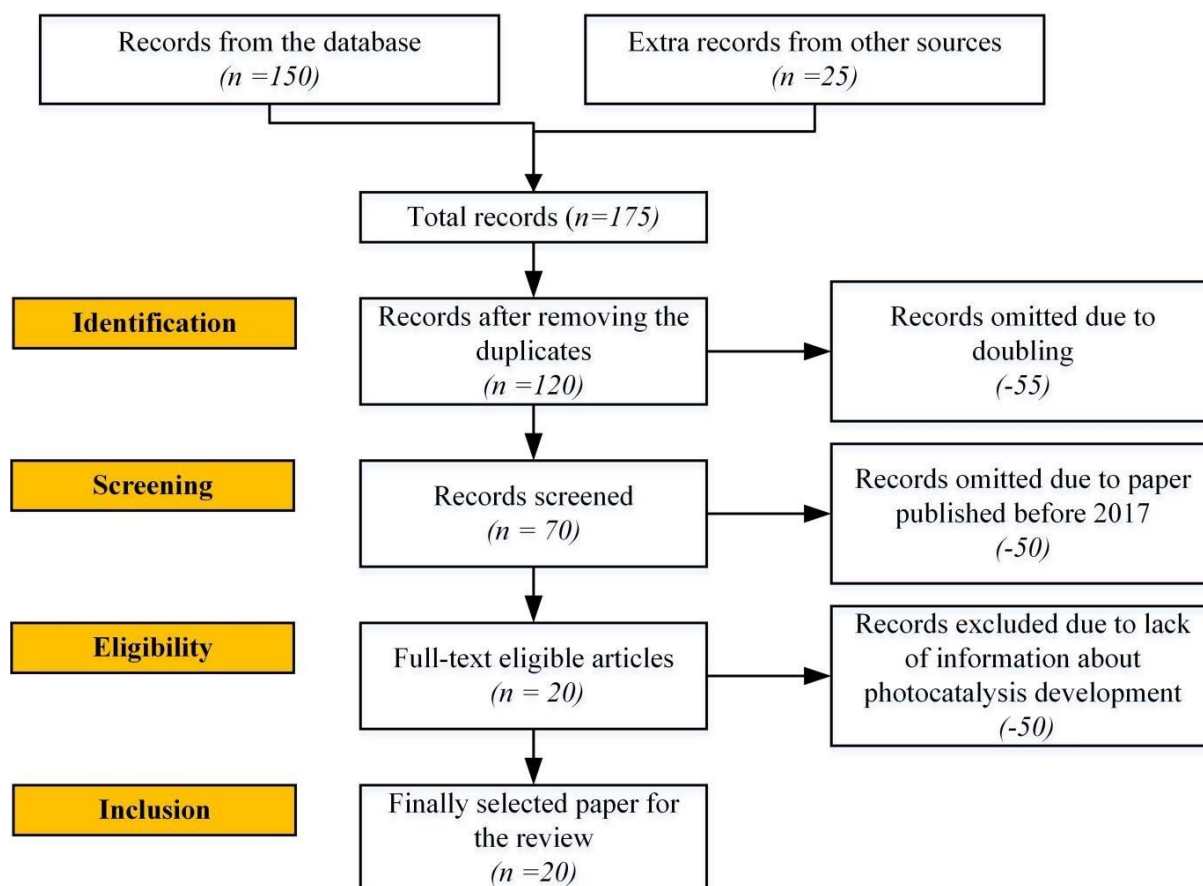 Records from the database
(n =150)
Extra records from other sources
(n =25)
Total records (n=175)
Identification
Records after removing the
duplicates
(n =120)
Records omitted due to
doubling
(-55)
Screening
Records screened
(n = 70)
Records omitted due to paper
published before 2017
(-50)
Eligibility
Full-text eligible articles
(n = 20)
Records excluded due to lack
of information about
photocatalysis development
(-50)
Inclusion
Finally selected paper for
the review
(n =20)